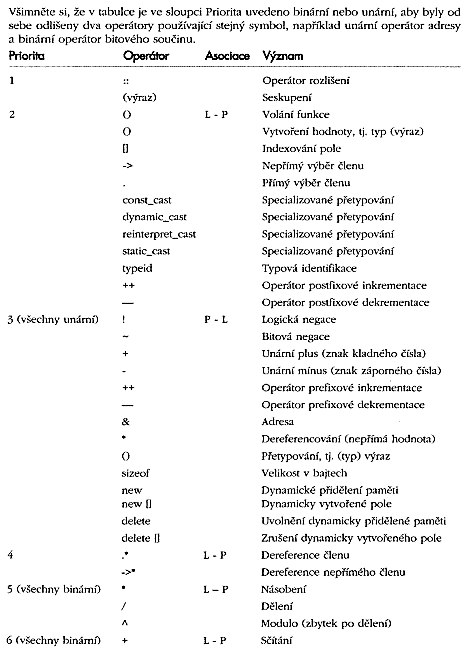 Všimněte si, že v tabulce je ve sloupci Priorita uvedeno binární nebo unární, aby byly od
sebe odlišeny dva operátory používající stejný symbol, například unární operátor adresy
a binární operátor bitového součinu.
Priorita Operátor Asociace Význam
1 :: Operátor rozlišení
(výraz) Seskupení
2 () L - P Volání funkce
() Vytvoření hodnoty, tj. typ (výraz)
[] Indexování pole
-> Nepřímý výběr členu
. Přímý výběr členu
const_cast Specializované přetypování
dynamic_cast Specializované přetypování
reinterpret_cast Specializované přetypování
static_cast Specializované přetypování
typeid Typová identifikace
++ Operátor postfixové inkrementace
— Operátor postfixové dekrementace
3 (všechny unární) ! P - L Logická negace
~ Bitová negace
+ Unární plus (znak kladného čísla)
- Unární mínus (znak záporného čísla)
++ Operátor prefixové inkrementace
— Operátor prefixové dekrementace
& Adresa
* Dereferencování (nepřímá hodnota)
() Přetypování, tj. (typ) výraz
sizeof Velikost v bajtech
new Dynamické přidělení paměti
new [] Dynamicky vytvořené pole
delete Uvolnění dynamicky přidělené paměti
delete [] Zrušení dynamicky vytvořeného pole
4 .* L - P Dereference členu
->* Dereference nepřímého členu
5 (všechny binární) * L – P Násobení
/ Dělení
^ Modulo (zbytek po dělení)
6 (všechny binární) + L - P Sčítání